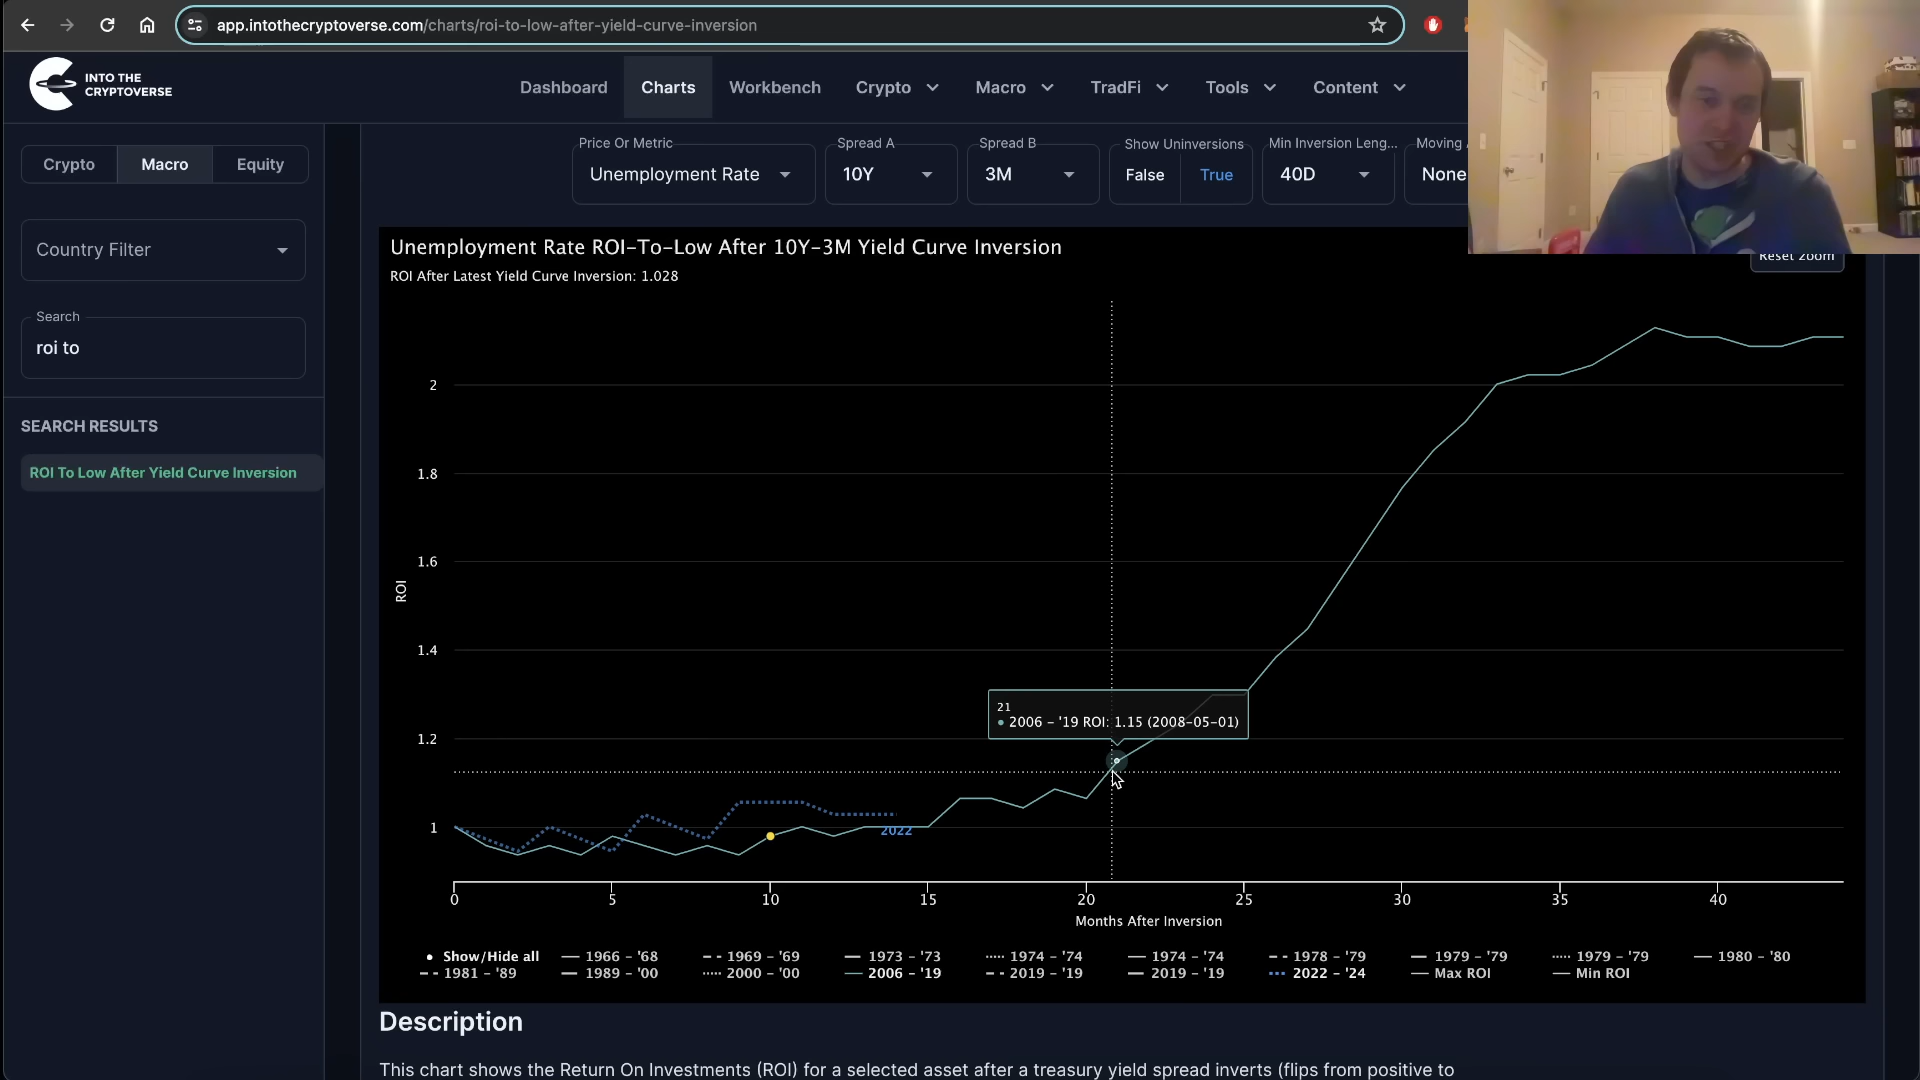 app.intothecryptoverse.com/charts/roi-to-low-after-yield-curve-inversion
INTO THE
CRYPTOVERSE
Dashboard
Charts
Workbench
Crypto
Macro
TradFi
Tools
Content
Crypto
Macro
Equity
Country Filter
Search
roi to
SEARCH RESULTS
ROI To Low After Yield Curve Inversion
Price Or Metric
Unemployment Rate
Spread A
10Y
Spread B
3M
Show Uninversions
False True
Min Inversion Leng...
40D
Moving
None
Unemployment Rate ROI-To-Low After 10Y-3M Yield Curve Inversion
ROI After Latest Yield Curve Inversion: 1.028
Reset zoom
2
1.8
1.6
1.4
1.2
1
ROI
21
2006 - '19 ROI: 1.15 (2008-05-01)
2022
0 5 10 15 20 25 30 35 40
Months After Inversion
Show/Hide all 1966 - '68 1969 - '69 1973 - '73 1974 - '74 1974 - '74 1978 - '79 1979 - '79 1979 - '79 1980 - '80
1981 - '89 1989 - '00 2000 - '00 2006 - '19 2019 - '19 2019 - '19 2022 - '24 Max ROI Min ROI
Description
This chart shows the Return On Investments (ROI) for a selected asset after a treasury yield spread inverts (flips from positive to